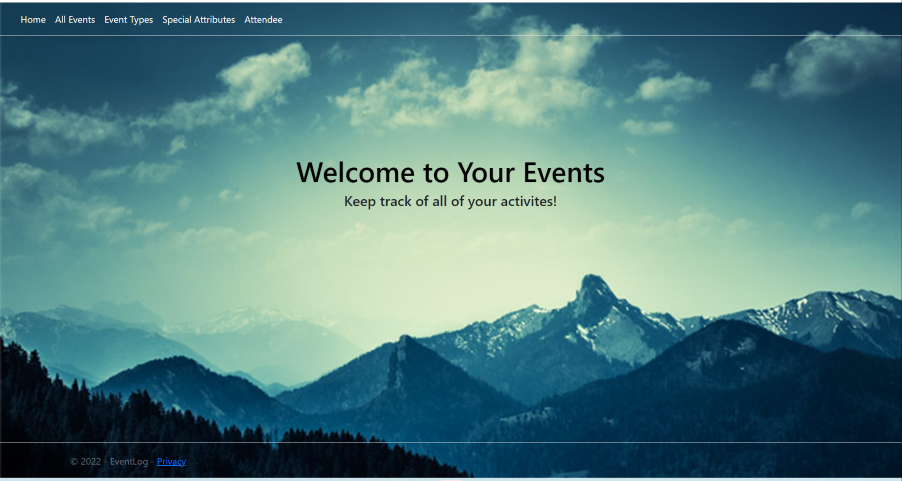 Home All Events Event Types Special Attributes Attendee
Welcome to Your Events
Keep track of all of your activites!
© 2022 - EventLog - Privacy